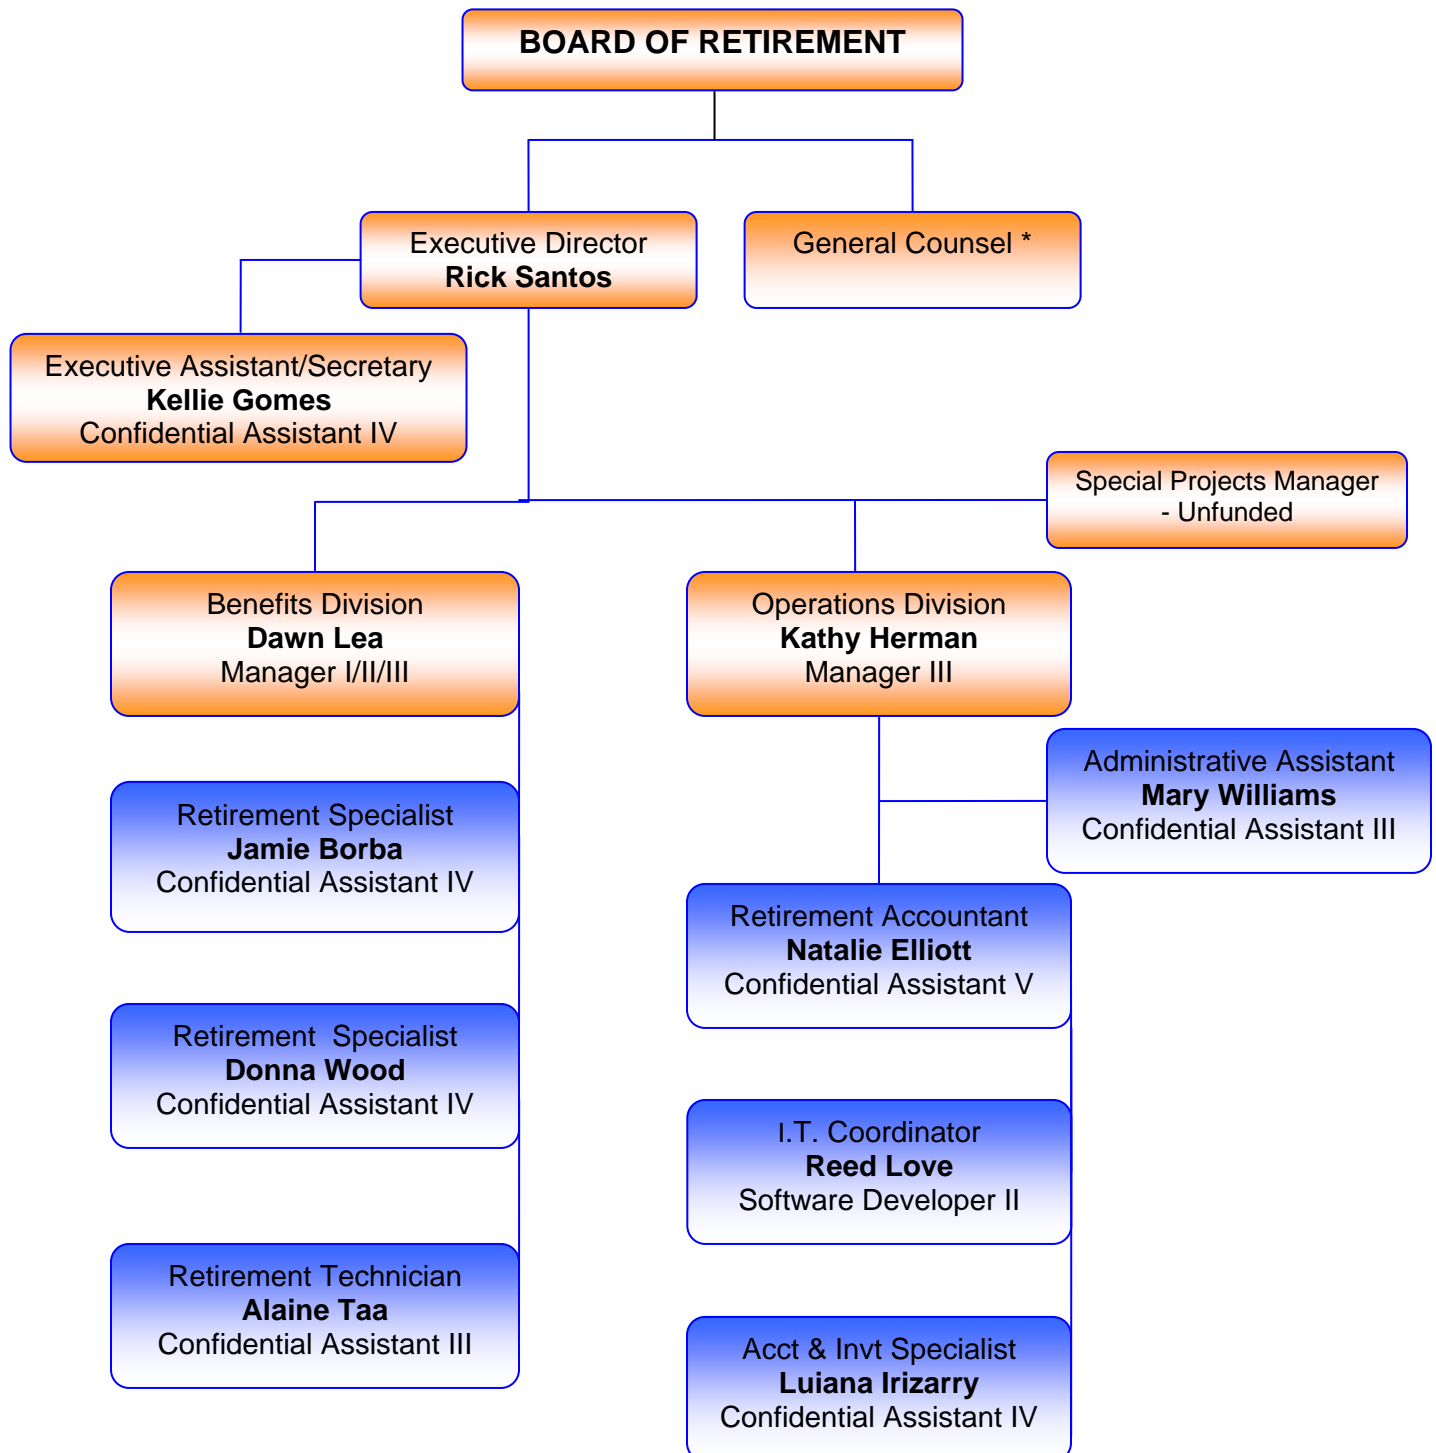 BOARD OF RETIREMENT
Executive Director
Rick Santos
General Counsel *
Executive Assistant/Secretary
Kellie Gomes
Confidential Assistant IV
Special Projects Manager
- Unfunded
Benefits Division
Dawn Lea
Manager I/II/III
Operations Division
Kathy Herman
Manager III
Administrative Assistant
Mary Williams
Confidential Assistant III
Retirement Specialist
Jamie Borba
Confidential Assistant IV
Retirement Accountant
Natalie Elliott
Confidential Assistant V
Retirement  Specialist
Donna Wood
Confidential Assistant IV
I.T. Coordinator
Reed Love
Software Developer II
Retirement Technician
Alaine Taa
Confidential Assistant III
Acct & Invt Specialist
Luiana Irizarry
Confidential Assistant IV